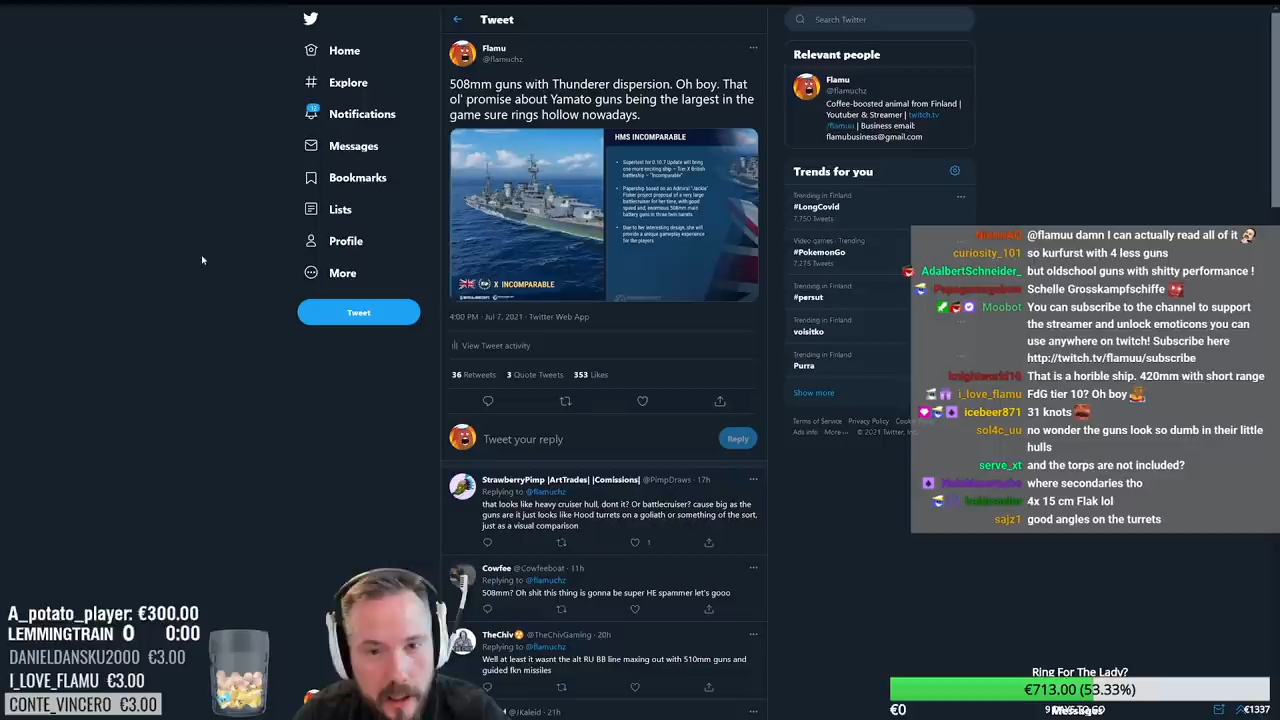 Tweet
Search Twitter
Home
Explore
12
Notifications
Messages
Bookmarks
Lists
Profile
More
Tweet
Flamu
@flamuchz
508mm guns with Thunderer dispersion. Oh boy. That
ol' promise about Yamato guns being the largest in the
game sure rings hollow nowadays.
HMS INCOMPARABLE
Supertest for 0.10.7 Update will bring
one more exciting ship – Tier X British
battleship – "Incomparable"
Papership based on an Admiral "Jackie"
Fisher project proposal of a very large
battlecruiser for her time, with good
speed and, enormous 508mm main
battery guns in three twin turrets
Due to her interesting design, she will
provide a unique gameplay experience
for the players
X INCOMPARABLE
4:00 PM · Jul 7, 2021 · Twitter Web App
View Tweet activity
36 Retweets 3 Quote Tweets 353 Likes
Tweet your reply
Reply
StrawberryPimp |ArtTrades| |Comissions| @PimpDraws · 17h
Replying to @flamuchz
that looks like heavy cruiser hull, dont it? Or battlecruiser? cause big as the
guns are it just looks like Hood turrets on a goliath or something of the sort,
just as a visual comparison
1
Cowfee @Cowfeeboat · 11h
Replying to @flamuchz
508mm? Oh shit this thing is gonna be super HE spammer let's gooo
TheChiv @TheChivGaming · 20h
Replying to @flamuchz
Well at least it wasnt the alt RU BB line maxing out with 510mm guns and
guided fkn missiles
@JKaleid · 21h
Relevant people
Flamu
@flamuchz
Coffee-boosted animal from Finland |
Youtuber & Streamer | twitch.tv
/flamuu | Business email:
flamubusiness@gmail.com
Trends for you
Trending in Finland
#LongCovid
7,750 Tweets
Video games · Trending
#PokemonGo
7,275 Tweets
Trending in Finland
#persut
Trending in Finland
voisitko
Trending in Finland
Purra
Show more
Terms of Service Privacy Policy
Ads info More ··· © 2021 Twitter, Inc.
@flamuu damn I can actually read all of it
curiosity_101 so kurfurst with 4 less guns
AdalbertSchneider_ but oldschool guns with shitty performance !
Schelle Grosskampfschiffe
Moobot You can subscribe to the channel to support
the streamer and unlock emoticons you can
use anywhere on twitch! Subscribe here
http://twitch.tv/flamuu/subscribe
knightworld16 That is a horible ship. 420mm with short range
i_love_flamu FdG tier 10? Oh boy
icebeer871 31 knots
sol4c_uu no wonder the guns look so dumb in their little
hulls
serve_xt and the torps are not included?
where secondaries tho
4x 15 cm Flak lol
sajz1 good angles on the turrets
A_potato_player: €300.00
LEMMINGTRAIN 0 0:00
DANIELDANSKU2000 €3.00
I_LOVE_FLAMU €3.00
CONTE_VINCERO €3.00
Ring For The Lady?
€713.00 (53.33%)
€0
€1337
Messages